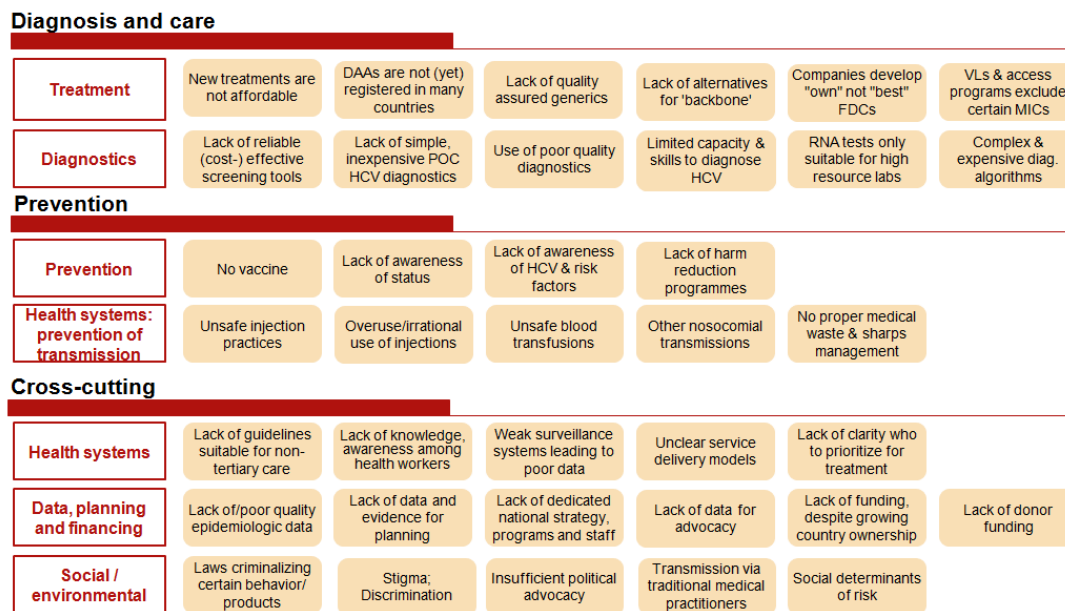 Diagnosis and care
Treatment
New treatments are
not affordable
DAAs are not (yet)
registered in many
countries
Lack of quality
assured generics
Lack of alternatives
for 'backbone'
Companies develop
"own" not "best"
FDCs
VLs & access
programs exclude
certain MICs
Diagnostics
Lack of reliable
(cost-) effective
screening tools
Lack of simple,
inexpensive POC
HCV diagnostics
Use of poor quality
diagnostics
Limited capacity &
skills to diagnose
HCV
RNA tests only
suitable for high
resource labs
Complex &
expensive diag.
algorithms
Prevention
Prevention
No vaccine
Lack of awareness
of status
Lack of awareness
of HCV & risk
factors
Lack of harm
reduction
programmes
Health systems:
prevention of
transmission
Unsafe injection
practices
Overuse/irrational
use of injections
Unsafe blood
transfusions
Other nosocomial
transmissions
No proper medical
waste & sharps
management
Cross-cutting
Health systems
Lack of guidelines
suitable for non-
tertiary care
Lack of knowledge,
awareness among
health workers
Weak surveillance
systems leading to
poor data
Unclear service
delivery models
Lack of clarity who
to prioritize for
treatment
Data, planning
and financing
Lack of/poor quality
epidemiologic data
Lack of data and
evidence for
planning
Lack of dedicated
national strategy,
programs and staff
Lack of data for
advocacy
Lack of funding,
despite growing
country ownership
Lack of donor
funding
Social /
environmental
Laws criminalizing
certain behavior/
products
Stigma;
Discrimination
Insufficient political
advocacy
Transmission via
traditional medical
practitioners
Social determinants
of risk